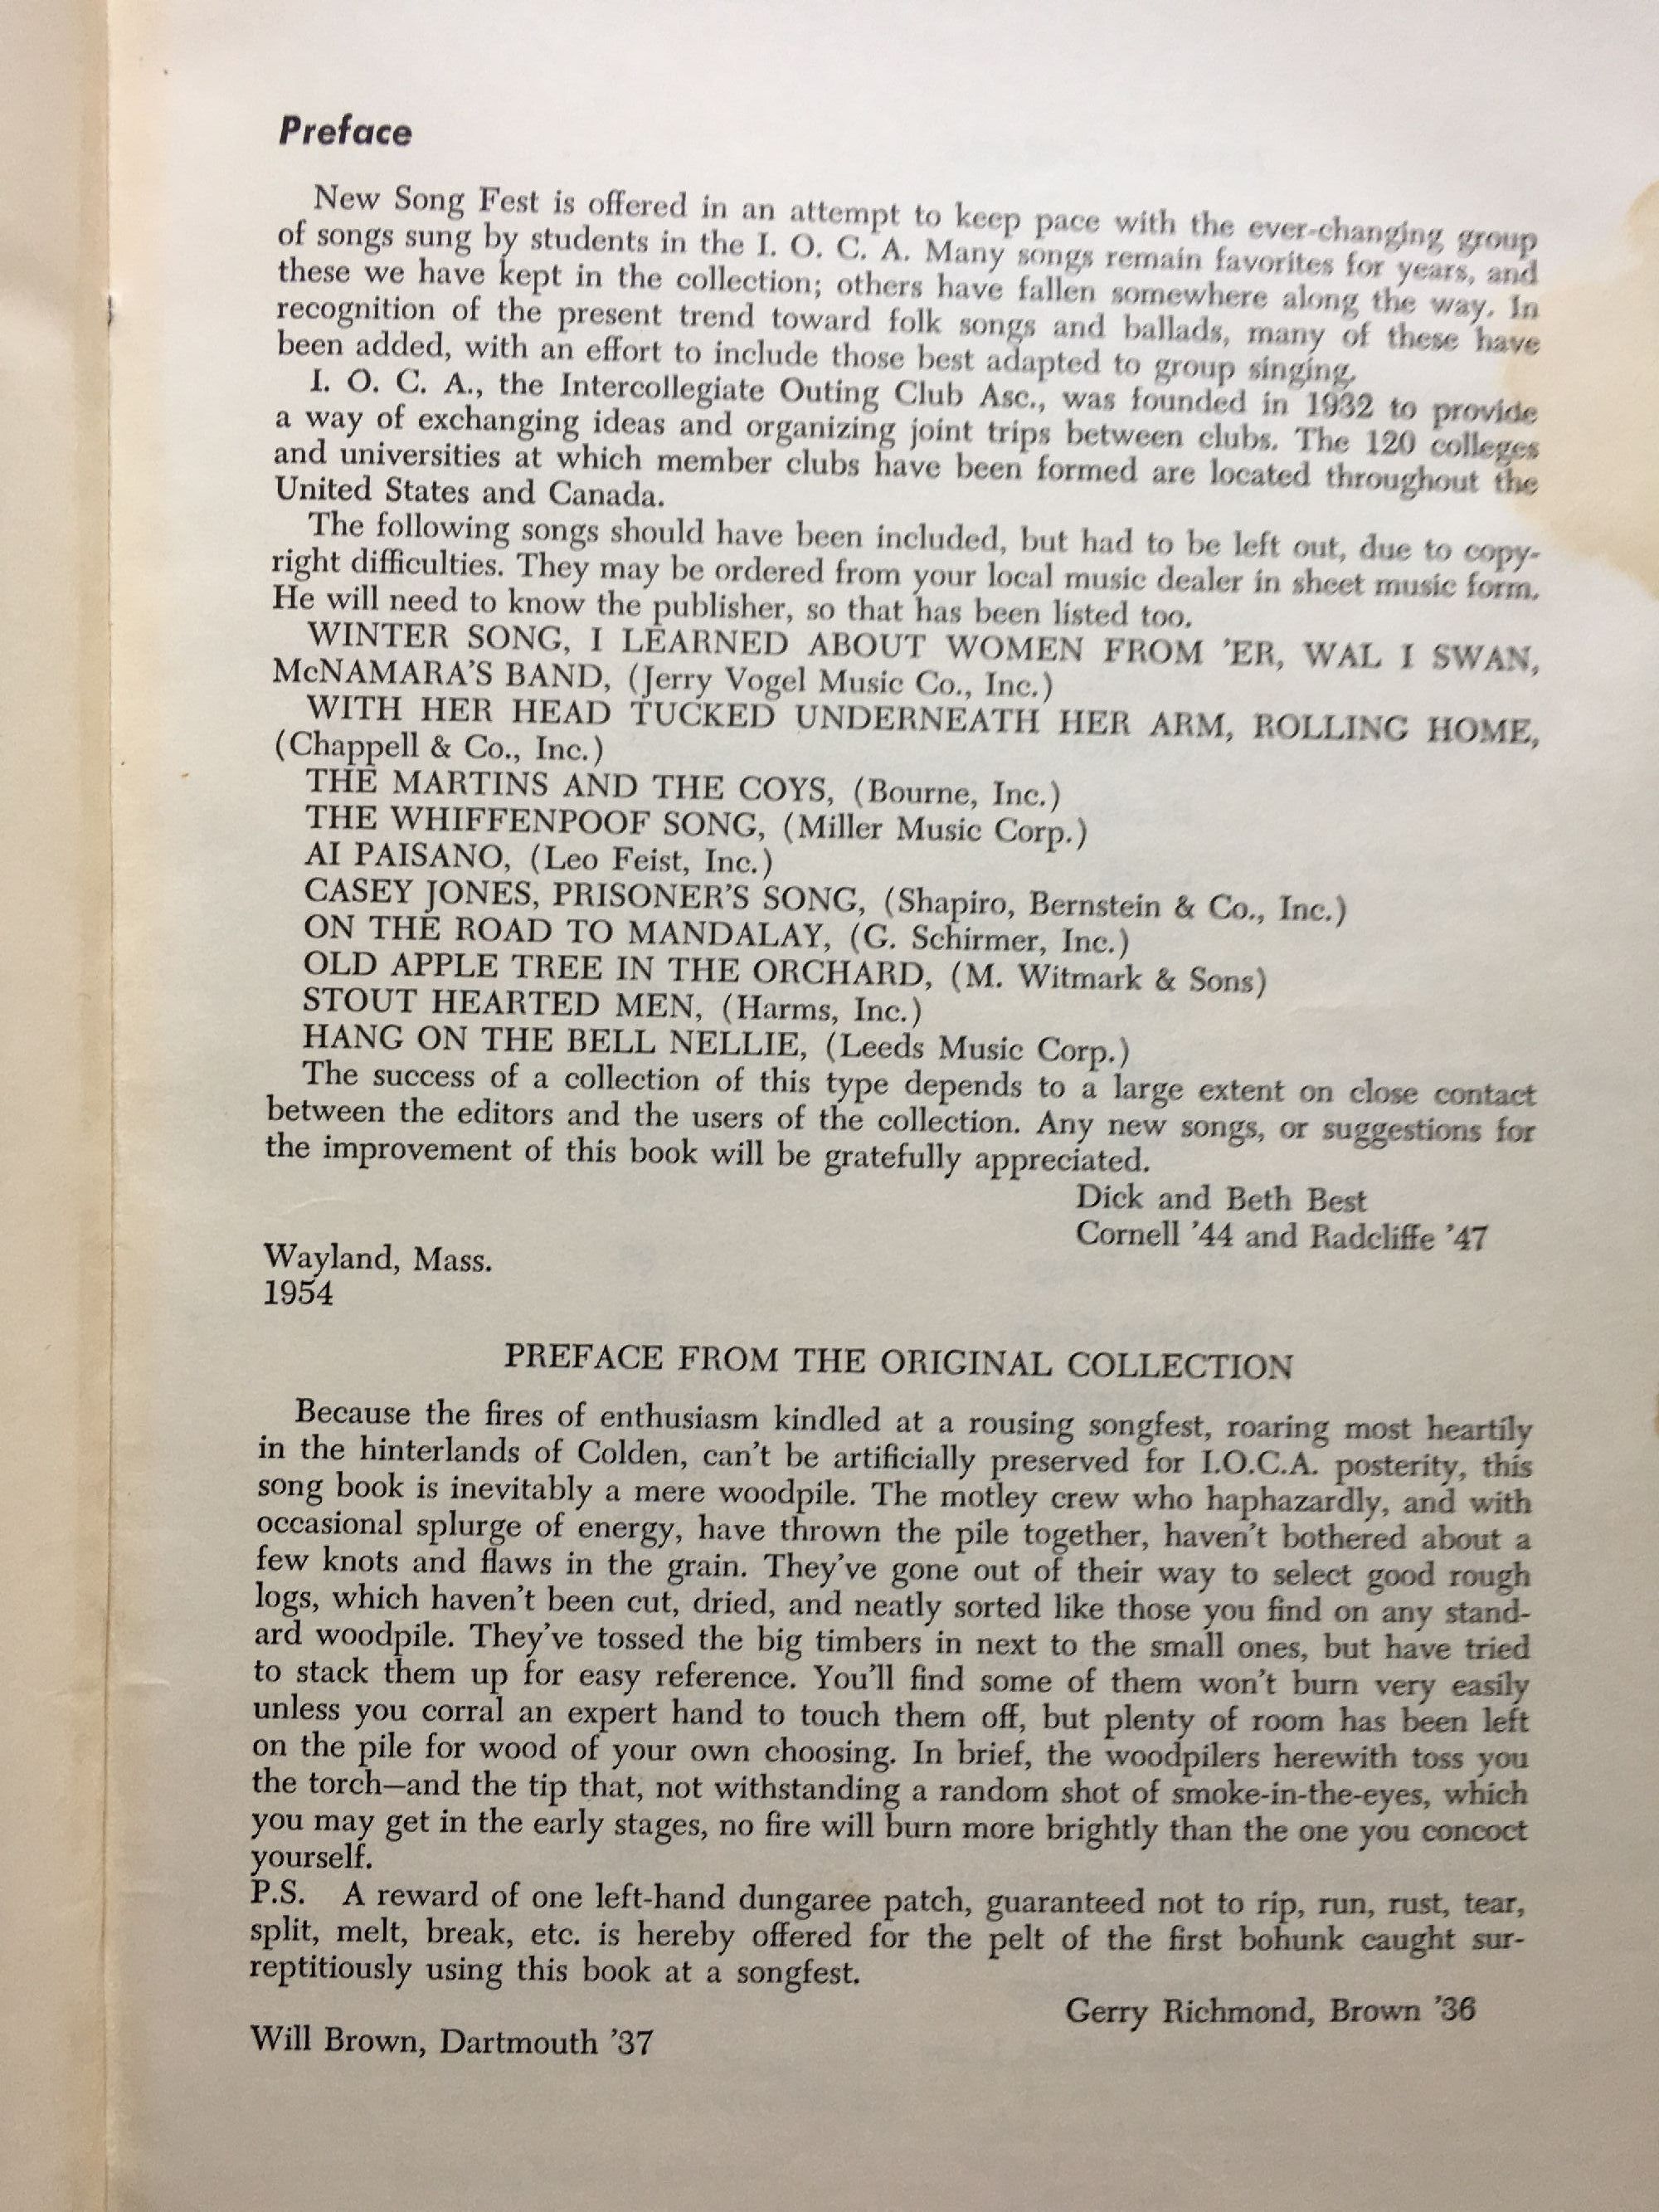 Preface
New Song Fest is offered in an attempt to keep pace with the ever-changing group
of songs sung by students in the I. O. C. A. Many songs remain favorites for years, and
these we have kept in the collection; others have fallen somewhere along the way. In
recognition of the present trend toward folk songs and ballads, many of these have
been added, with an effort to include those best adapted to group singing.
I. O. C. A., the Intercollegiate Outing Club Asc., was founded in 1932 to provide
a way of exchanging ideas and organizing joint trips between clubs. The 120 colleges
and universities at which member clubs have been formed are located throughout the
United States and Canada.
The following songs should have been included, but had to be left out, due to copy-
right difficulties. They may be ordered from your local music dealer in sheet music form.
He will need to know the publisher, so that has been listed too.
WINTER SONG, I LEARNED ABOUT WOMEN FROM 'ER, WAL I SWAN,
McNAMARA'S BAND, (Jerry Vogel Music Co., Inc.)
WITH HER HEAD TUCKED UNDERNEATH HER ARM, ROLLING HOME,
(Chappell & Co., Inc.)
THE MARTINS AND THE COYS, (Bourne, Inc.)
THE WHIFFENPOOF SONG, (Miller Music Corp.)
AI PAISANO, (Leo Feist, Inc.)
CASEY JONES, PRISONER'S SONG, (Shapiro, Bernstein & Co., Inc.)
ON THE ROAD TO MANDALAY, (G. Schirmer, Inc.)
OLD APPLE TREE IN THE ORCHARD, (M. Witmark & Sons)
STOUT HEARTED MEN, (Harms, Inc.)
HANG ON THE BELL NELLIE, (Leeds Music Corp.)
The success of a collection of this type depends to a large extent on close contact
between the editors and the users of the collection. Any new songs, or suggestions for
the improvement of this book will be gratefully appreciated.
Dick and Beth Best
Cornell '44 and Radcliffe '47
Wayland, Mass.
1954
PREFACE FROM THE ORIGINAL COLLECTION
Because the fires of enthusiasm kindled at a rousing songfest, roaring most heartily
in the hinterlands of Colden, can't be artificially preserved for I.O.C.A. posterity, this
song book is inevitably a mere woodpile. The motley crew who haphazardly, and with
occasional splurge of energy, have thrown the pile together, haven't bothered about a
few knots and flaws in the grain. They've gone out of their way to select good rough
logs, which haven't been cut, dried, and neatly sorted like those you find on any stand-
ard woodpile. They've tossed the big timbers in next to the small ones, but have tried
to stack them up for easy reference. You'll find some of them won't burn very easily
unless you corral an expert hand to touch them off, but plenty of room has been left
on the pile for wood of your own choosing. In brief, the woodpilers herewith toss you
the torch—and the tip that, not withstanding a random shot of smoke-in-the-eyes, which
you may get in the early stages, no fire will burn more brightly than the one you concoct
yourself.
P.S. A reward of one left-hand dungaree patch, guaranteed not to rip, run, rust, tear,
split, melt, break, etc. is hereby offered for the pelt of the first bohunk caught sur-
reptitiously using this book at a songfest.
Gerry Richmond, Brown '36
Will Brown, Dartmouth '37